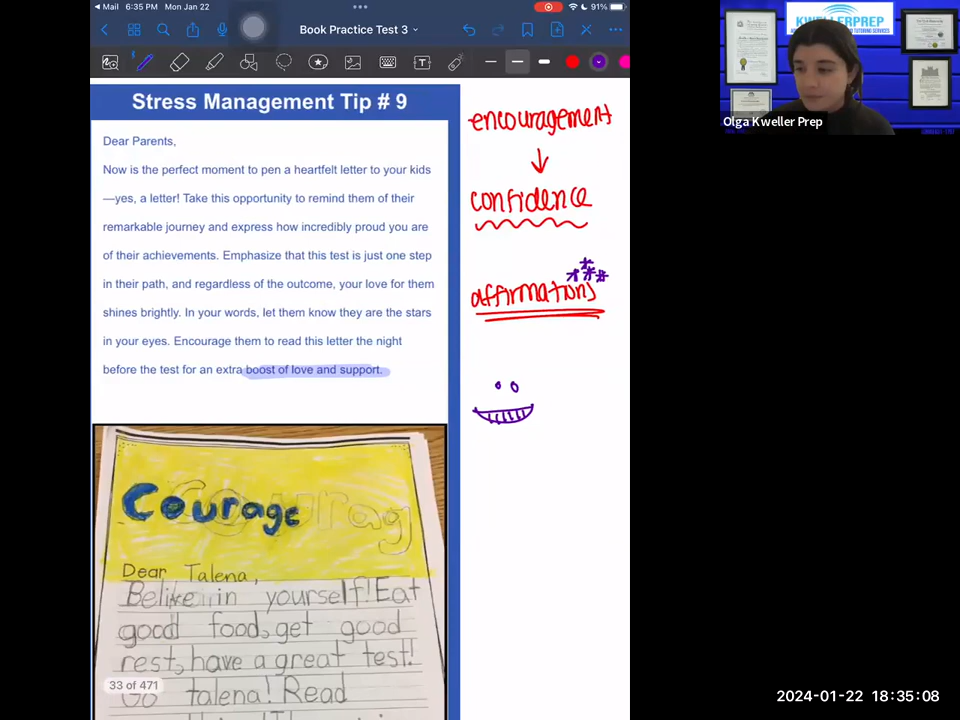 Mail 6:35 PM Mon Jan 22
91%
Book Practice Test 3
Stress Management Tip # 9
Dear Parents,
Now is the perfect moment to pen a heartfelt letter to your kids
—yes, a letter! Take this opportunity to remind them of their
remarkable journey and express how incredibly proud you are
of their achievements. Emphasize that this test is just one step
in their path, and regardless of the outcome, your love for them
shines brightly. In your words, let them know they are the stars
in your eyes. Encourage them to read this letter the night
before the test for an extra boost of love and support.
encouragement
confidence
affirmations
Courage
Dear Talena,
in yourself! Eat
good food, get good
rest, have a great test!
Go talena! Read
33 of 471
KWELLERPREP
Olga Kweller Prep
2024-01-22 18:35:08